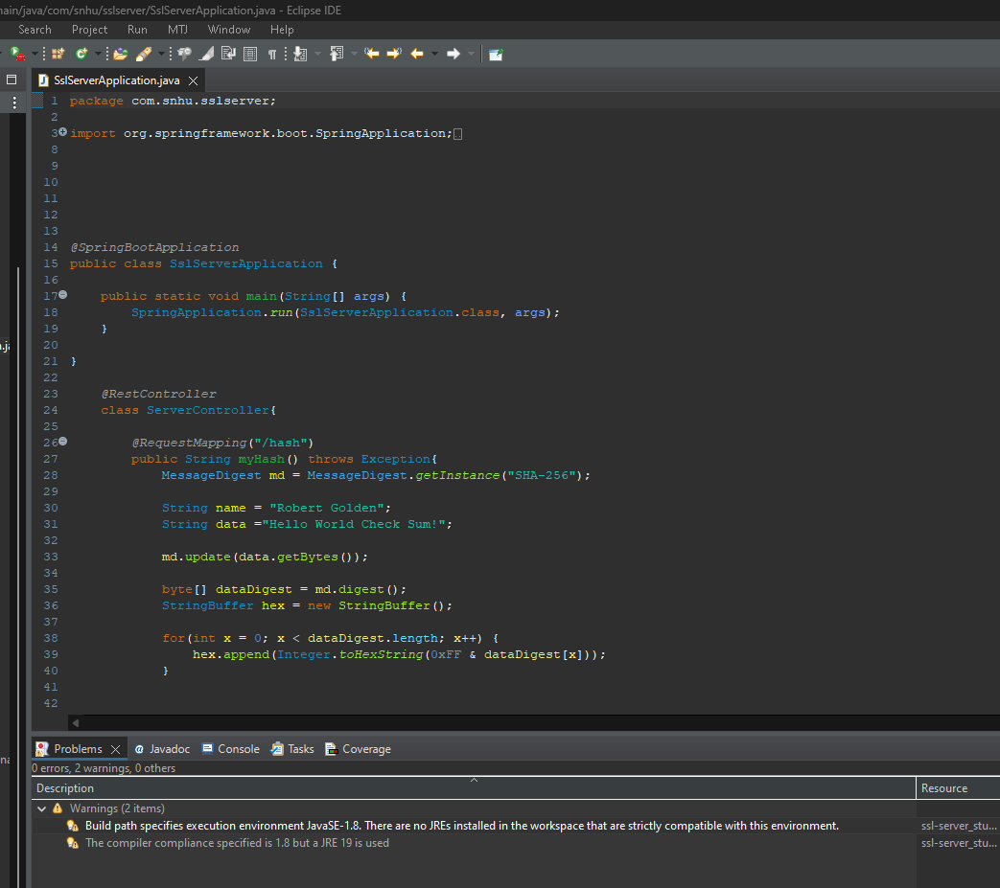 nain/java/com/snhu/sslserver/SslServerApplication.java - Eclipse IDE
Search Project Run MTJ Window Help
SslServerApplication.java
1 package com.snhu.sslserver;
2
3 import org.springframework.boot.SpringApplication;
8
9
10
11
12
13
14 @SpringBootApplication
15 public class SslServerApplication {
16
17 public static void main(String[] args) {
18 SpringApplication.run(SslServerApplication.class, args);
19 }
20
21 }
22
23 @RestController
24 class ServerController{
25
26 @RequestMapping("/hash")
27 public String myHash() throws Exception{
28 MessageDigest md = MessageDigest.getInstance("SHA-256");
29
30 String name = "Robert Golden";
31 String data ="Hello World Check Sum!";
32
33 md.update(data.getBytes());
34
35 byte[] dataDigest = md.digest();
36 StringBuffer hex = new StringBuffer();
37
38 for(int x = 0; x < dataDigest.length; x++) {
39 hex.append(Integer.toHexString(0xFF & dataDigest[x]));
40 }
41
42
Problems @ Javadoc Console Tasks Coverage
0 errors, 2 warnings, 0 others
Description Resource
Warnings (2 items)
Build path specifies execution environment JavaSE-1.8. There are no JREs installed in the workspace that are strictly compatible with this environment. ssl-server_stu...
The compiler compliance specified is 1.8 but a JRE 19 is used ssl-server_stu...